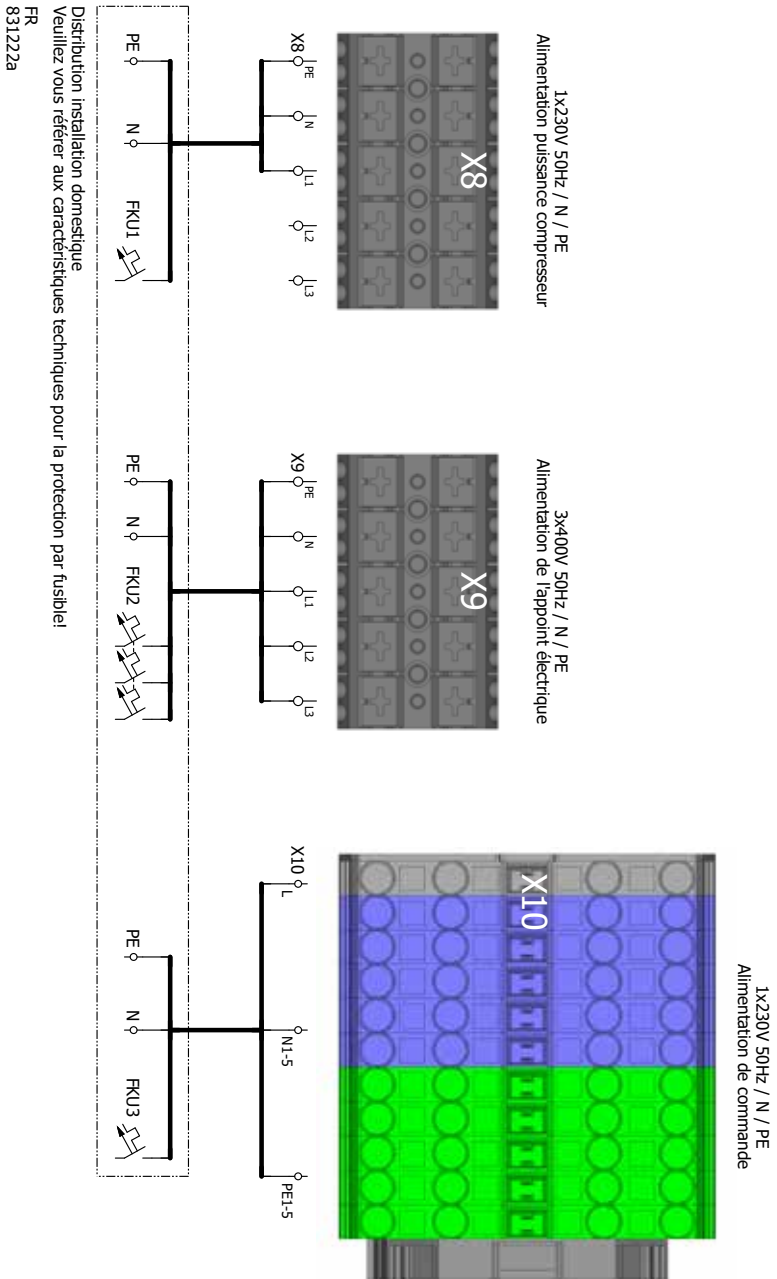 1x230V 50Hz / N / PE
Alimentation puissance compresseur
X8
X8
PE
N
L1
L2
L3
PE
N
FKU1
3x400V 50Hz / N / PE
Alimentation de l'appoint électrique
X9
X9
PE
N
L1
L2
L3
PE
N
FKU2
1x230V 50Hz / N / PE
Alimentation de commande
X10
X10
L
N1-5
PE1-5
PE
N
FKU3
Distribution installation domestique
Veuillez vous référer aux caractéristiques techniques pour la protection par fusible!
FR
831222a